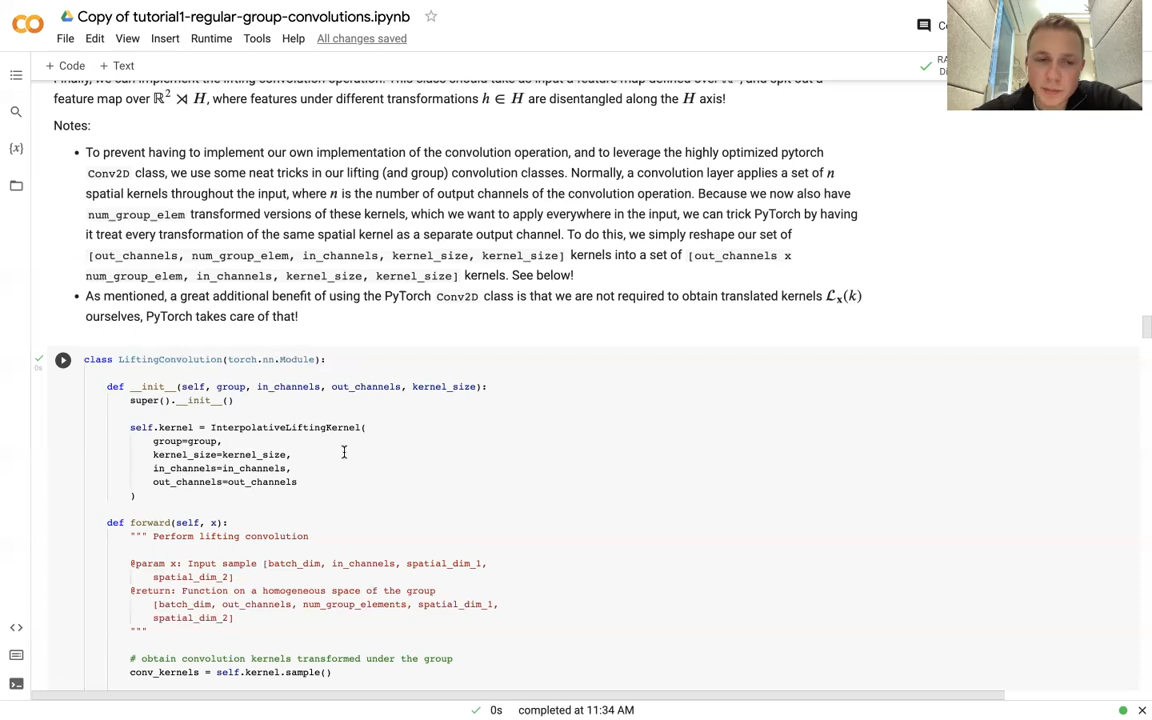 Copy of tutorial1-regular-group-convolutions.ipynb
File Edit View Insert Runtime Tools Help All changes saved
+ Code + Text
feature map over ℝ² ⋊ H, where features under different transformations h ∈ H are disentangled along the H axis!
Notes:
• To prevent having to implement our own implementation of the convolution operation, and to leverage the highly optimized pytorch
Conv2D class, we use some neat tricks in our lifting (and group) convolution classes. Normally, a convolution layer applies a set of n
spatial kernels throughout the input, where n is the number of output channels of the convolution operation. Because we now also have
num_group_elem transformed versions of these kernels, which we want to apply everywhere in the input, we can trick PyTorch by having
it treat every transformation of the same spatial kernel as a separate output channel. To do this, we simply reshape our set of
[out_channels, num_group_elem, in_channels, kernel_size, kernel_size] kernels into a set of [out_channels x
num_group_elem, in_channels, kernel_size, kernel_size] kernels. See below!
• As mentioned, a great additional benefit of using the PyTorch Conv2D class is that we are not required to obtain translated kernels ℒₓ(k)
ourselves, PyTorch takes care of that!
class LiftingConvolution(torch.nn.Module):
def __init__(self, group, in_channels, out_channels, kernel_size):
super().__init__()
self.kernel = InterpolativeLiftingKernel(
group=group,
kernel_size=kernel_size,
in_channels=in_channels,
out_channels=out_channels
)
def forward(self, x):
""" Perform lifting convolution
@param x: Input sample [batch_dim, in_channels, spatial_dim_1,
spatial_dim_2]
@return: Function on a homogeneous space of the group
[batch_dim, out_channels, num_group_elements, spatial_dim_1,
spatial_dim_2]
"""
# obtain convolution kernels transformed under the group
conv_kernels = self.kernel.sample()
0s completed at 11:34 AM